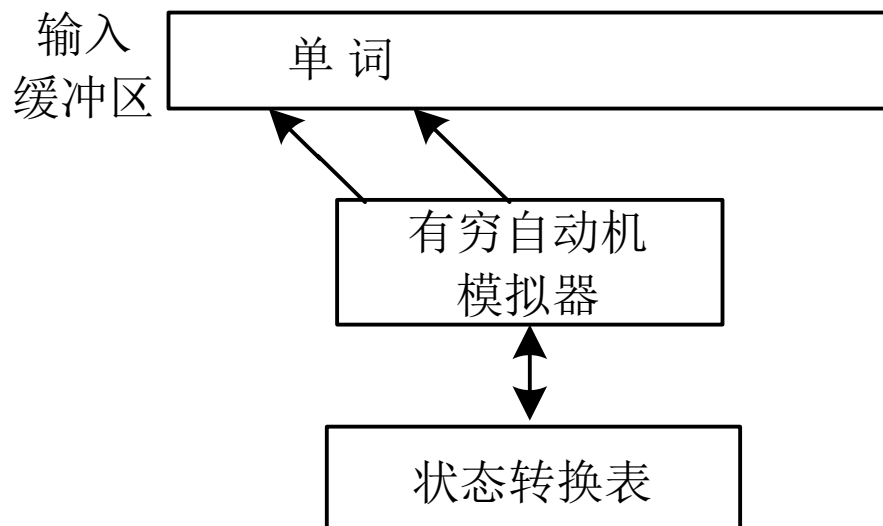 输入
缓冲区
单 词
有穷自动机
模拟器
状态转换表